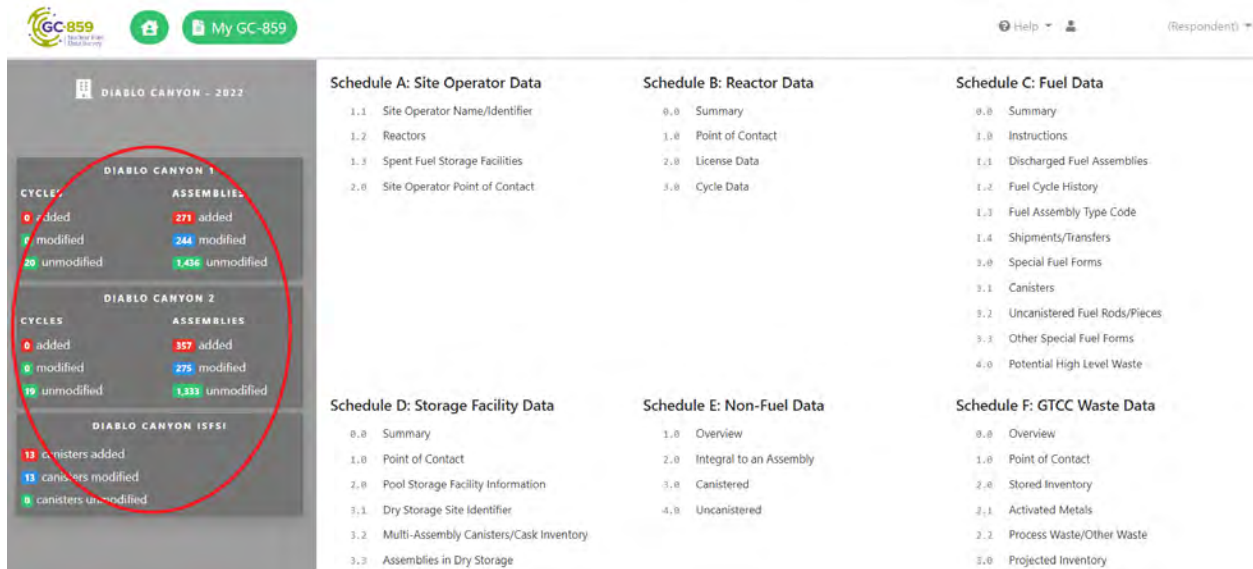 GC-859
Nuclear Fuel
Data Survey
My GC-859
Help
(Respondent)
DIABLO CANYON - 2022
DIABLO CANYON 1
CYCLES ASSEMBLIES
0 added 271 added
0 modified 244 modified
20 unmodified 1,436 unmodified
DIABLO CANYON 2
CYCLES ASSEMBLIES
0 added 357 added
0 modified 275 modified
19 unmodified 1,333 unmodified
DIABLO CANYON ISFSI
13 canisters added
13 canisters modified
0 canisters unmodified
Schedule A: Site Operator Data
1.1 Site Operator Name/Identifier
1.2 Reactors
1.3 Spent Fuel Storage Facilities
2.0 Site Operator Point of Contact
Schedule B: Reactor Data
0.0 Summary
1.0 Point of Contact
2.0 License Data
3.0 Cycle Data
Schedule C: Fuel Data
0.0 Summary
1.0 Instructions
1.1 Discharged Fuel Assemblies
1.2 Fuel Cycle History
1.3 Fuel Assembly Type Code
1.4 Shipments/Transfers
3.0 Special Fuel Forms
3.1 Canisters
3.2 Uncanistered Fuel Rods/Pieces
3.3 Other Special Fuel Forms
4.0 Potential High Level Waste
Schedule D: Storage Facility Data
0.0 Summary
1.0 Point of Contact
2.0 Pool Storage Facility Information
3.1 Dry Storage Site Identifier
3.2 Multi-Assembly Canisters/Cask Inventory
3.3 Assemblies in Dry Storage
Schedule E: Non-Fuel Data
1.0 Overview
2.0 Integral to an Assembly
3.0 Canistered
4.0 Uncanistered
Schedule F: GTCC Waste Data
0.0 Overview
1.0 Point of Contact
2.0 Stored Inventory
2.1 Activated Metals
2.2 Process Waste/Other Waste
3.0 Projected Inventory